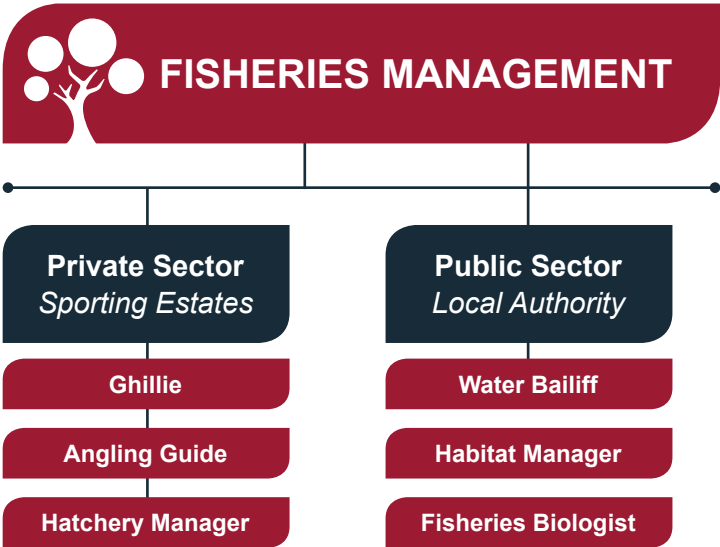 FISHERIES MANAGEMENT
Private Sector
Sporting Estates
Ghillie
Angling Guide
Hatchery Manager
Public Sector
Local Authority
Water Bailiff
Habitat Manager
Fisheries Biologist